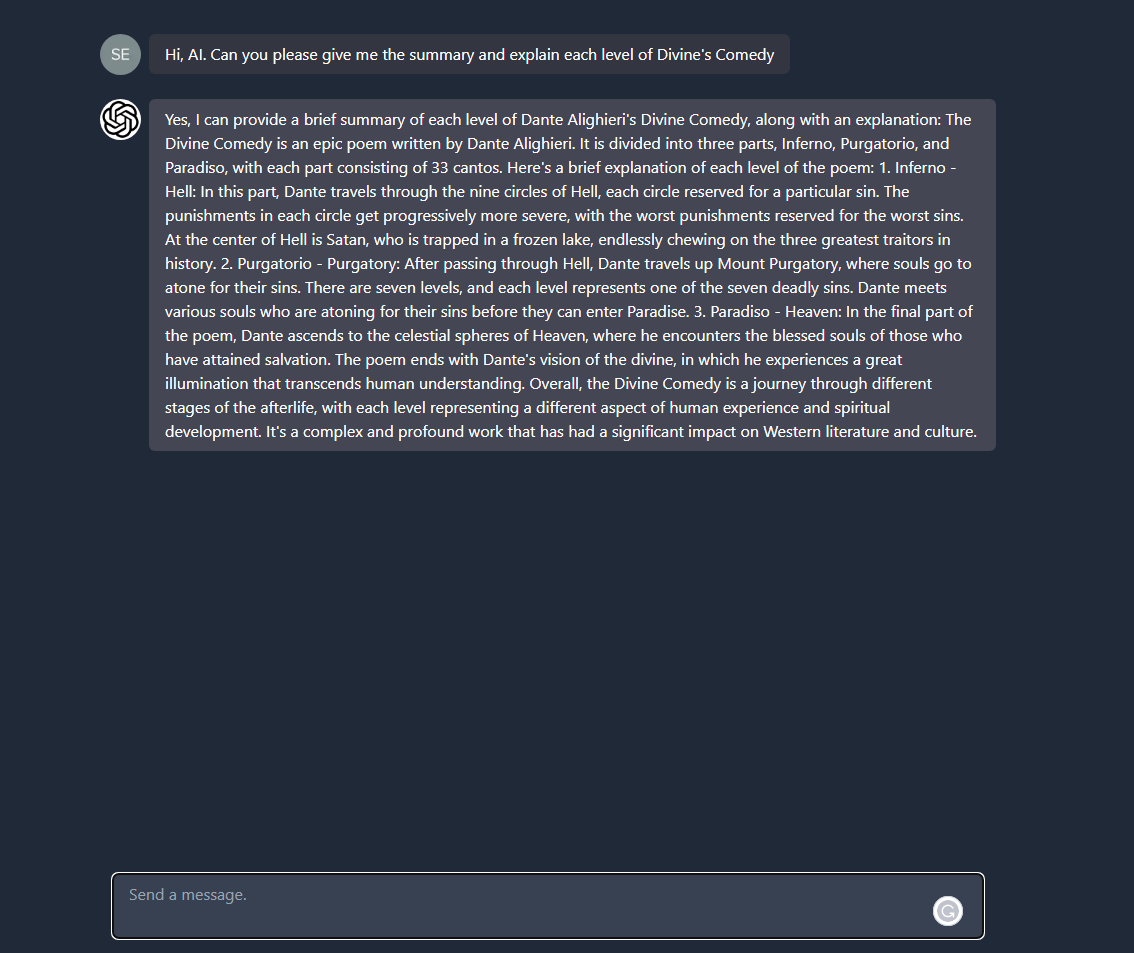 SE
Hi, AI. Can you please give me the summary and explain each level of Divine's Comedy
Yes, I can provide a brief summary of each level of Dante Alighieri's Divine Comedy, along with an explanation: The
Divine Comedy is an epic poem written by Dante Alighieri. It is divided into three parts, Inferno, Purgatorio, and
Paradiso, with each part consisting of 33 cantos. Here's a brief explanation of each level of the poem: 1. Inferno -
Hell: In this part, Dante travels through the nine circles of Hell, each circle reserved for a particular sin. The
punishments in each circle get progressively more severe, with the worst punishments reserved for the worst sins.
At the center of Hell is Satan, who is trapped in a frozen lake, endlessly chewing on the three greatest traitors in
history. 2. Purgatorio - Purgatory: After passing through Hell, Dante travels up Mount Purgatory, where souls go to
atone for their sins. There are seven levels, and each level represents one of the seven deadly sins. Dante meets
various souls who are atoning for their sins before they can enter Paradise. 3. Paradiso - Heaven: In the final part of
the poem, Dante ascends to the celestial spheres of Heaven, where he encounters the blessed souls of those who
have attained salvation. The poem ends with Dante's vision of the divine, in which he experiences a great
illumination that transcends human understanding. Overall, the Divine Comedy is a journey through different
stages of the afterlife, with each level representing a different aspect of human experience and spiritual
development. It's a complex and profound work that has had a significant impact on Western literature and culture.
Send a message.